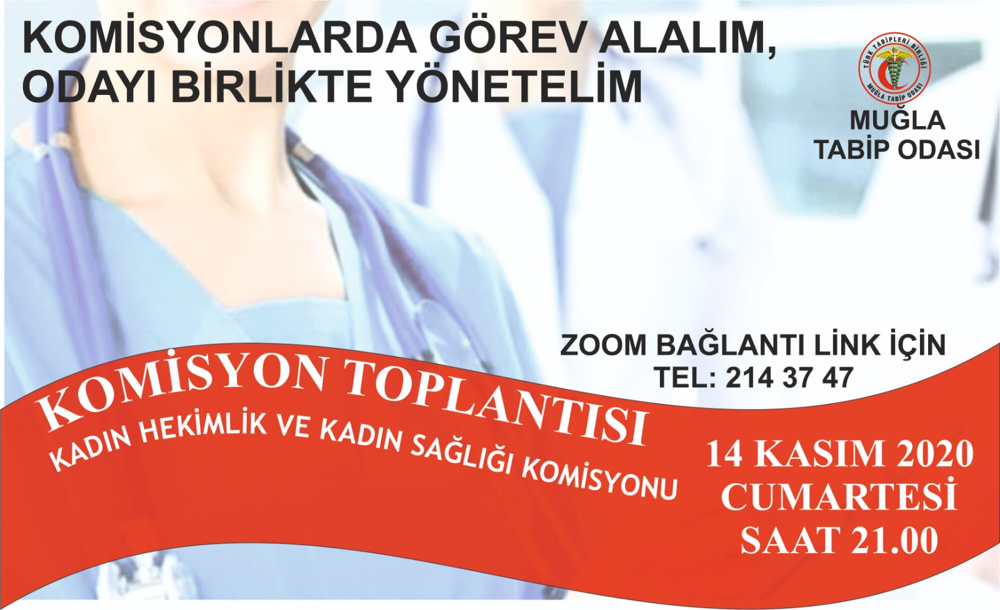 KOMİSYONLARDA GÖREV ALALIM,
ODAYI BİRLİKTE YÖNETELİM
TÜRK TABİPLERİ BİRLİĞİ
MUĞLA TABİP ODASI
MUĞLA
TABİP ODASI
ZOOM BAĞLANTI LİNK İÇİN
TEL: 214 37 47
KOMİSYON TOPLANTISI
KADIN HEKİMLİK VE KADIN SAĞLIĞI KOMİSYONU
14 KASIM 2020
CUMARTESİ
SAAT 21.00